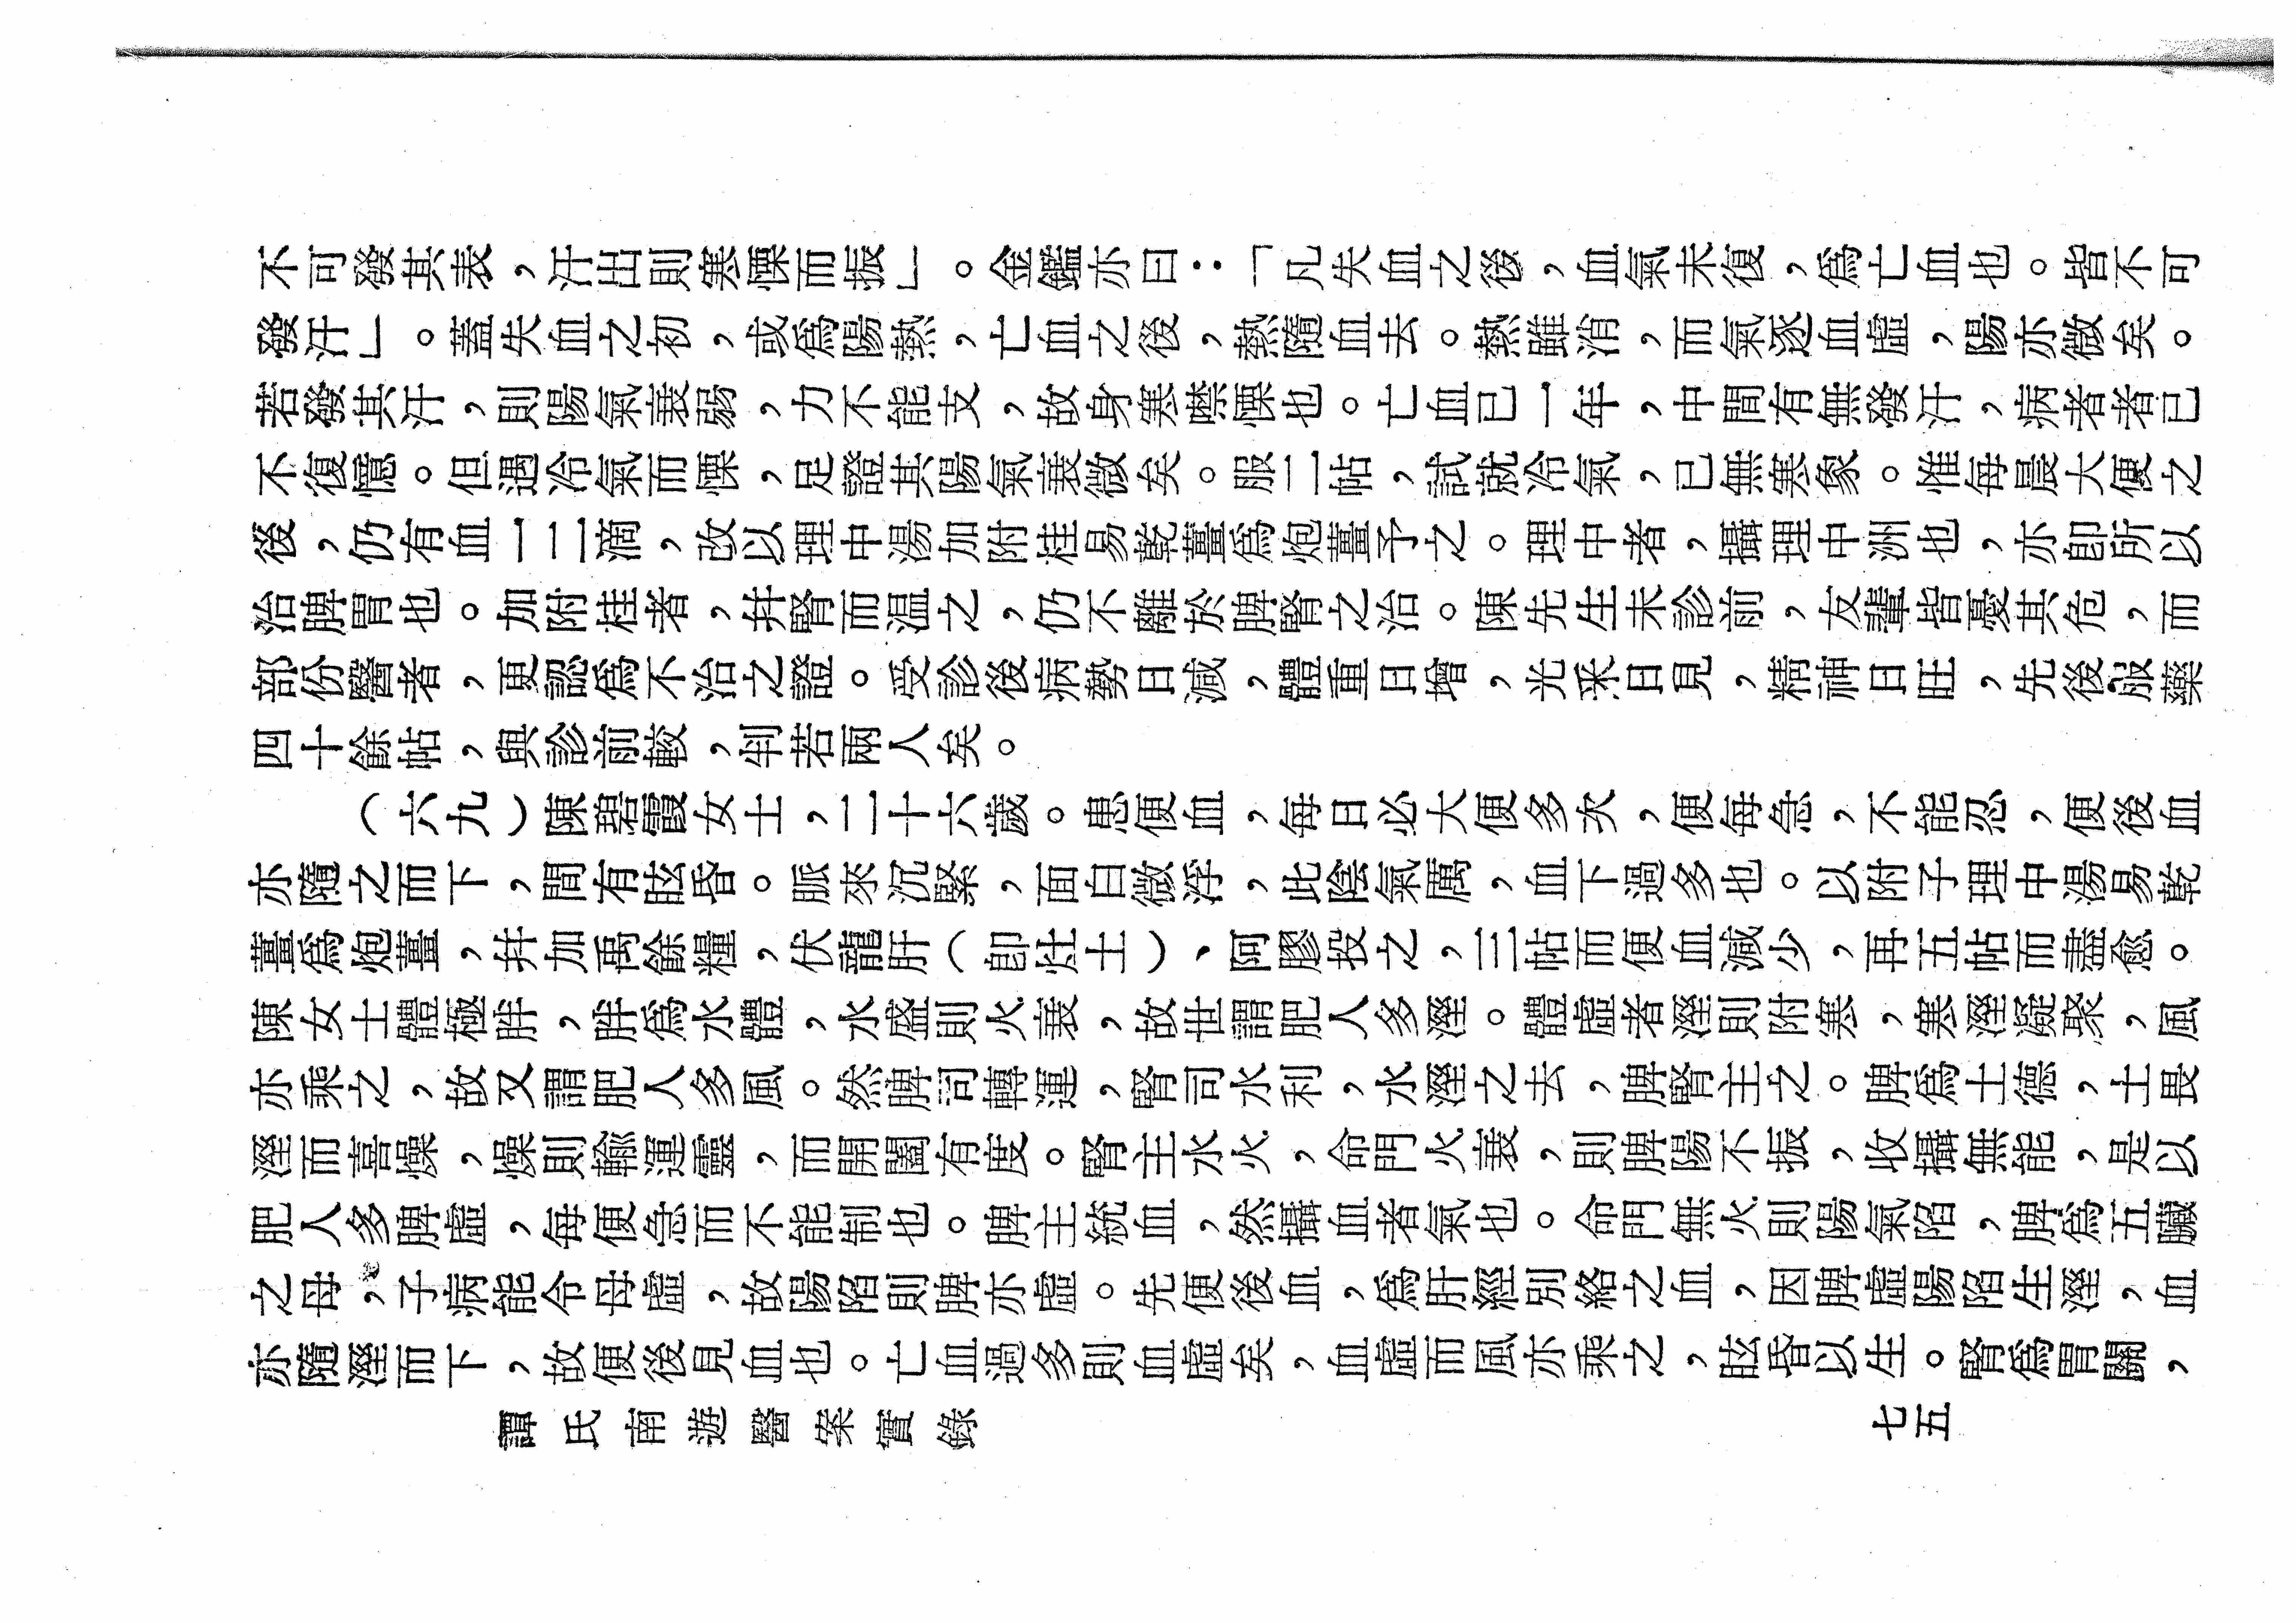 不可發其表，汗出則寒慄而振」。金鑑亦曰：「凡失血之後，血氣未復，爲亡血也。皆不可
發汗」。蓋失血之初，或爲陽熱，亡血之後，熱隨血去。熱雖消，而氣逐血虛，陽亦微矣。
若發其汗，則陽氣衰弱，力不能支，故身寒噤慄也。亡血已一年，中間有無發汗，病者者已
不復憶。但遇冷氣而慄，足證其陽氣衰微矣。服二帖，試就冷氣，已無寒象。惟每晨大便之
後，仍有血一二滴，改以理中湯加附桂易乾薑爲炮薑予之。理中者，攝理中洲也，亦卽所以
治脾胃也。加附桂者，幷腎而温之，仍不離於脾腎之治。陳先生未診前，友輩皆憂其危，而
部份醫者，更認爲不治之證。受診後病勢日減，體重日增，光釆日見，精神日旺，先後服藥
四十餘帖，與診前較，判若兩人矣。
（六九）陳碧霞女士，二十六歲。患便血，每日必大便多次，便每急，不能忍，便後血
亦隨之而下，間有眩昏。脈來沉緊，面白微浮，此陰氣厲，血下過多也。以附子理中湯易乾
薑爲炮薑，幷加禹餘糧，伏龍肝（卽灶土）、阿膠投之，三帖而便血減少，再五帖而盡愈。
陳女士體極胖，胖爲水體，水盛則火衰，故世謂肥人多溼。體虛者溼則附寒，寒溼凝聚，風
亦乘之，故又謂肥人多風。然脾司轉運，腎司水利，水溼之去，脾腎主之。脾爲土德，土畏
溼而喜燥，燥則輸運靈，而開闔有度。腎主水火，命門火衰，則脾陽不振，收攝無能，是以
肥人多脾虛，每便急而不能制也。脾主統血，然攝血者氣也。命門無火則陽氣陷，脾爲五臟
之母，子病能令母虛，故陽陷則脾亦虛。先便後血，爲肝經別絡之血，因脾虛陽陷生溼，血
亦隨溼而下，故便後見血也。亡血過多則血虛矣，血虛而風亦乘之，眩昏以生。腎爲胃關，
譚氏南遊醫案實錄
七五